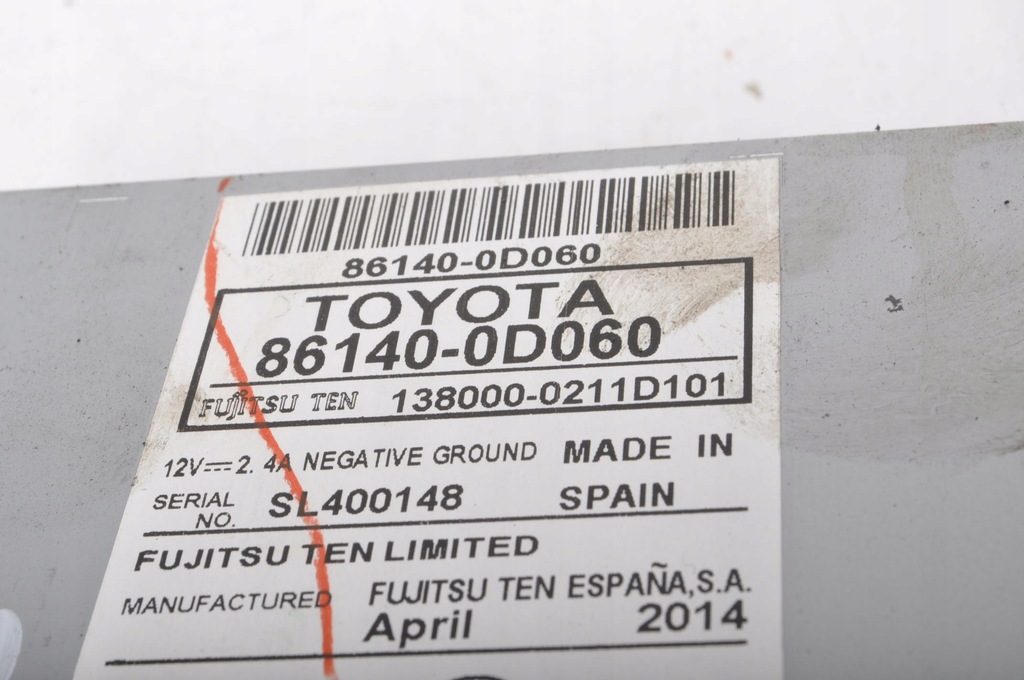 86140-0D060
TOYOTA
86140-0D060
FUJITSU TEN 138000-0211D101
12V⎓2.4A NEGATIVE GROUND MADE IN
SERIAL NO. SL400148 SPAIN
FUJITSU TEN LIMITED
MANUFACTURED FUJITSU TEN ESPAÑA,S.A.
April 2014